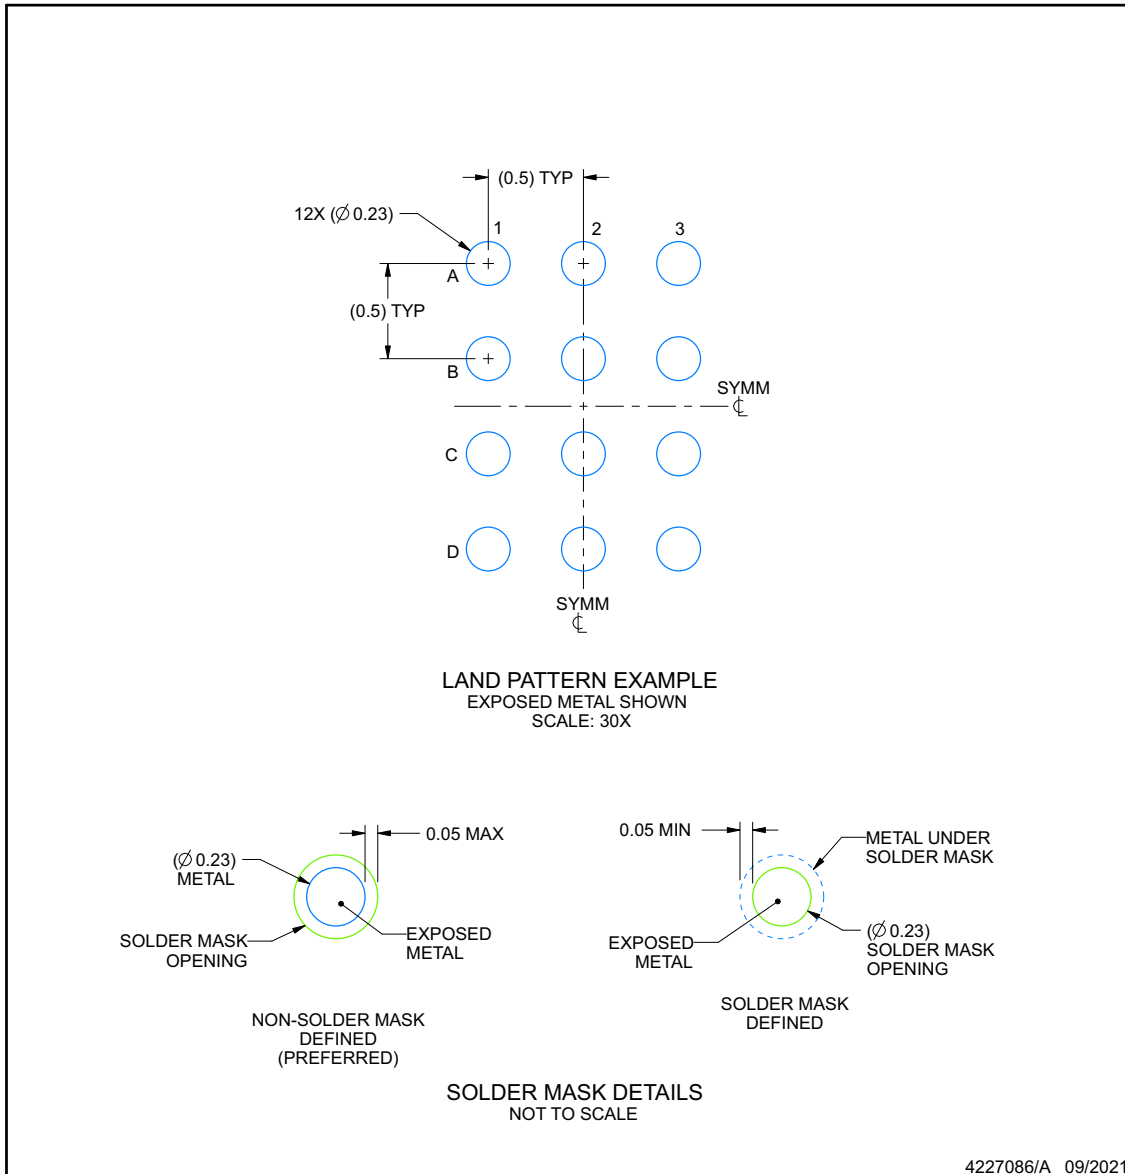 (0.5) TYP
12X (∅ 0.23)
1
2
3
A
(0.5) TYP
B
SYMM
℄
C
D
SYMM
℄
LAND PATTERN EXAMPLE
EXPOSED METAL SHOWN
SCALE: 30X
0.05 MAX
(∅ 0.23)
METAL
SOLDER MASK
OPENING
EXPOSED
METAL
NON-SOLDER MASK
DEFINED
(PREFERRED)
0.05 MIN
METAL UNDER
SOLDER MASK
EXPOSED
METAL
(∅ 0.23)
SOLDER MASK
OPENING
SOLDER MASK
DEFINED
SOLDER MASK DETAILS
NOT TO SCALE
4227086/A 09/2021